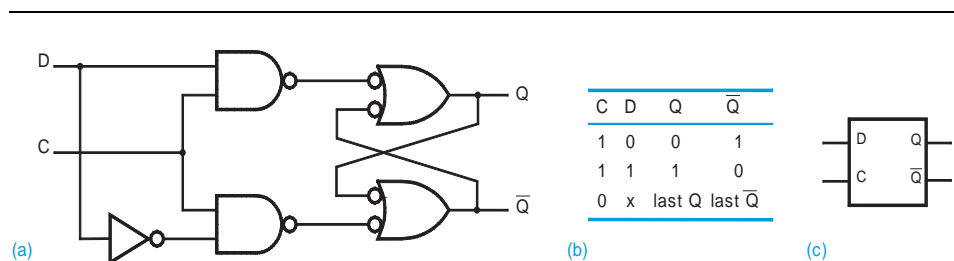 D
C
Q
Q̅
(a)
C D Q Q̅
1 0 0 1
1 1 1 0
0 x last Q last Q̅
(b)
D Q
C Q̅
(c)